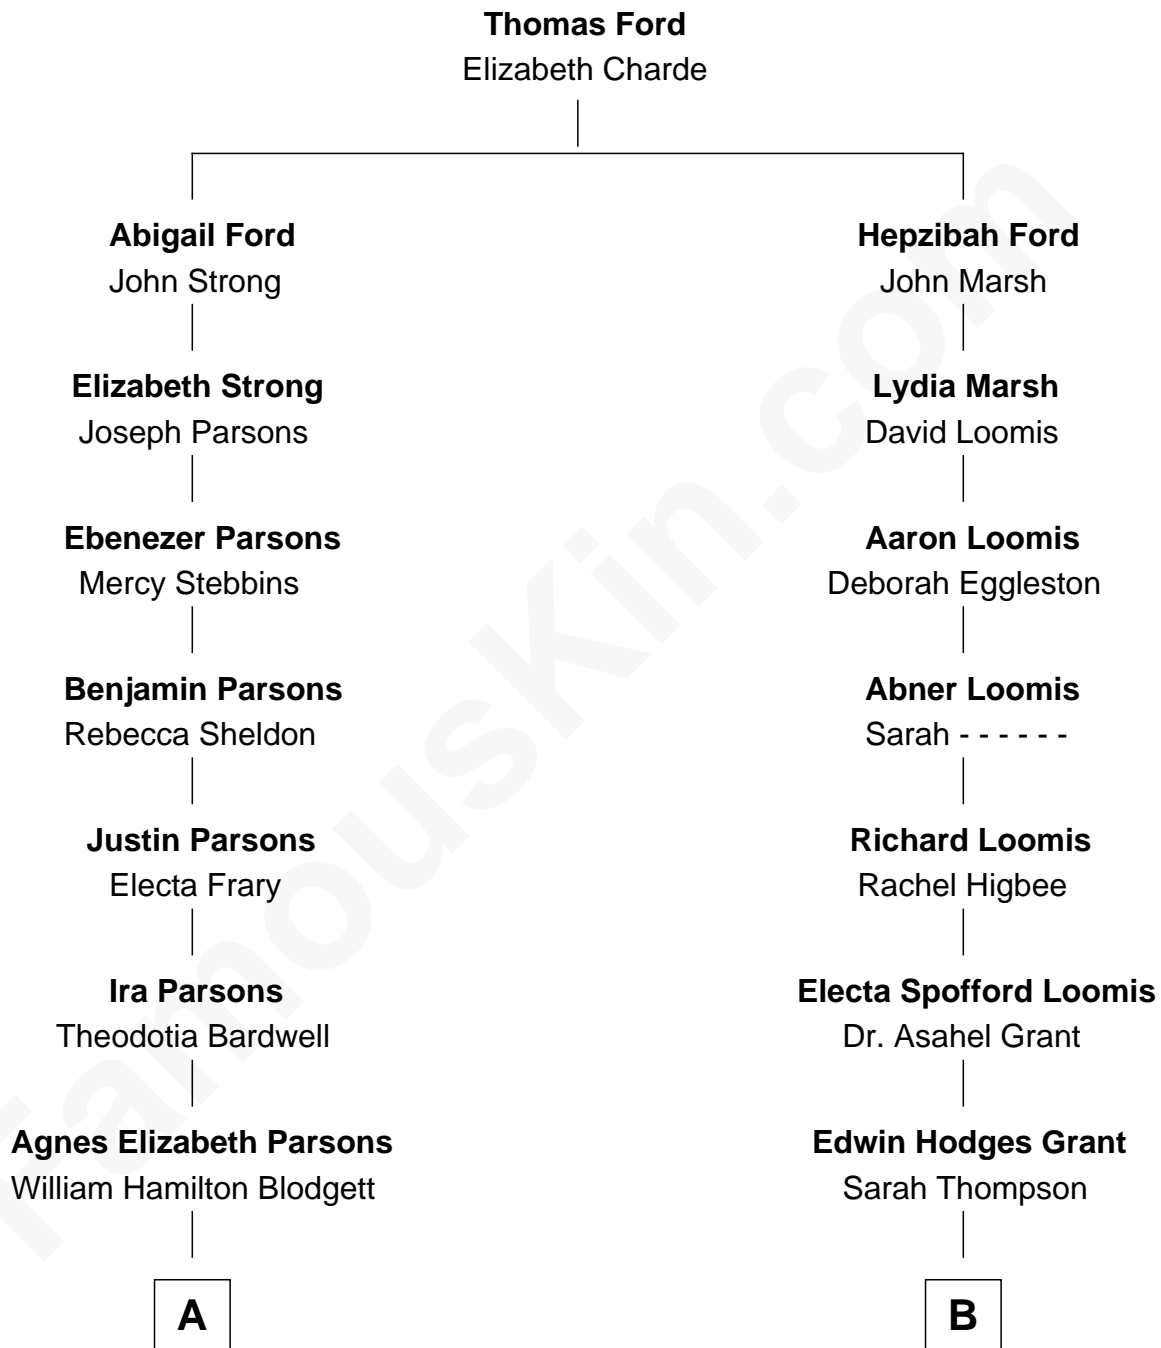 Thomas Ford
Elizabeth Charde
Abigail Ford
John Strong
Hepzibah Ford
John Marsh
Elizabeth Strong
Joseph Parsons
Lydia Marsh
David Loomis
Ebenezer Parsons
Mercy Stebbins
Aaron Loomis
Deborah Eggleston
Benjamin Parsons
Rebecca Sheldon
Abner Loomis
Sarah - - - - - -
Justin Parsons
Electa Frary
Richard Loomis
Rachel Higbee
Ira Parsons
Theodotia Bardwell
Electa Spofford Loomis
Dr. Asahel Grant
Agnes Elizabeth Parsons
William Hamilton Blodgett
Edwin Hodges Grant
Sarah Thompson
A
B
FamousKin.com